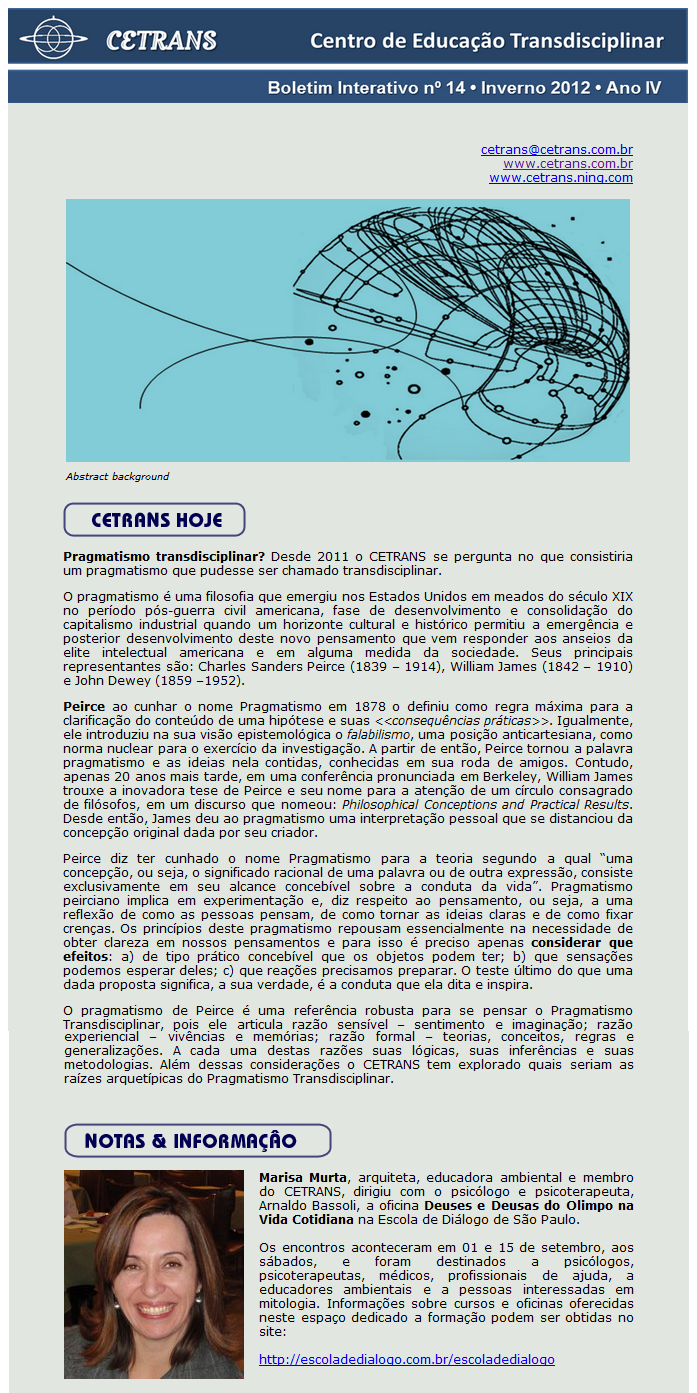 CETRANS
Centro de Educação Transdisciplinar
Boletim Interativo nº 14 • Inverno 2012 • Ano IV
cetrans@cetrans.com.br
www.cetrans.com.br
www.cetrans.ning.com
Abstract background
CETRANS HOJE
Pragmatismo transdisciplinar? Desde 2011 o CETRANS se pergunta no que consistiria
um pragmatismo que pudesse ser chamado transdisciplinar.
O pragmatismo é uma filosofia que emergiu nos Estados Unidos em meados do século XIX
no período pós-guerra civil americana, fase de desenvolvimento e consolidação do
capitalismo industrial quando um horizonte cultural e histórico permitiu a emergência e
posterior desenvolvimento deste novo pensamento que vem responder aos anseios da
elite intelectual americana e em alguma medida da sociedade. Seus principais
representantes são: Charles Sanders Peirce (1839 – 1914), William James (1842 – 1910)
e John Dewey (1859 –1952).
Peirce ao cunhar o nome Pragmatismo em 1878 o definiu como regra máxima para a
clarificação do conteúdo de uma hipótese e suas <<consequências práticas>>. Igualmente,
ele introduziu na sua visão epistemológica o falabilismo, uma posição anticartesiana, como
norma nuclear para o exercício da investigação. A partir de então, Peirce tornou a palavra
pragmatismo e as ideias nela contidas, conhecidas em sua roda de amigos. Contudo,
apenas 20 anos mais tarde, em uma conferência pronunciada em Berkeley, William James
trouxe a inovadora tese de Peirce e seu nome para a atenção de um círculo consagrado
de filósofos, em um discurso que nomeou: Philosophical Conceptions and Practical Results.
Desde então, James deu ao pragmatismo uma interpretação pessoal que se distanciou da
concepção original dada por seu criador.
Peirce diz ter cunhado o nome Pragmatismo para a teoria segundo a qual “uma
concepção, ou seja, o significado racional de uma palavra ou de outra expressão, consiste
exclusivamente em seu alcance concebível sobre a conduta da vida”. Pragmatismo
peirciano implica em experimentação e, diz respeito ao pensamento, ou seja, a uma
reflexão de como as pessoas pensam, de como tornar as ideias claras e de como fixar
crenças. Os princípios deste pragmatismo repousam essencialmente na necessidade de
obter clareza em nossos pensamentos e para isso é preciso apenas considerar que
efeitos: a) de tipo prático concebível que os objetos podem ter; b) que sensações
podemos esperar deles; c) que reações precisamos preparar. O teste último do que uma
dada proposta significa, a sua verdade, é a conduta que ela dita e inspira.
O pragmatismo de Peirce é uma referência robusta para se pensar o Pragmatismo
Transdisciplinar, pois ele articula razão sensível – sentimento e imaginação; razão
experiencial – vivências e memórias; razão formal – teorias, conceitos, regras e
generalizações. A cada uma destas razões suas lógicas, suas inferências e suas
metodologias. Além dessas considerações o CETRANS tem explorado quais seriam as
raízes arquetípicas do Pragmatismo Transdisciplinar.
NOTAS & INFORMAÇÂO
Marisa Murta, arquiteta, educadora ambiental e membro
do CETRANS, dirigiu com o psicólogo e psicoterapeuta,
Arnaldo Bassoli, a oficina Deuses e Deusas do Olimpo na
Vida Cotidiana na Escola de Diálogo de São Paulo.
Os encontros aconteceram em 01 e 15 de setembro, aos
sábados, e foram destinados a psicólogos,
psicoterapeutas, médicos, profissionais de ajuda, a
educadores ambientais e a pessoas interessadas em
mitologia. Informações sobre cursos e oficinas oferecidas
neste espaço dedicado a formação podem ser obtidas no
site:
http://escoladedialogo.com.br/escoladedialogo